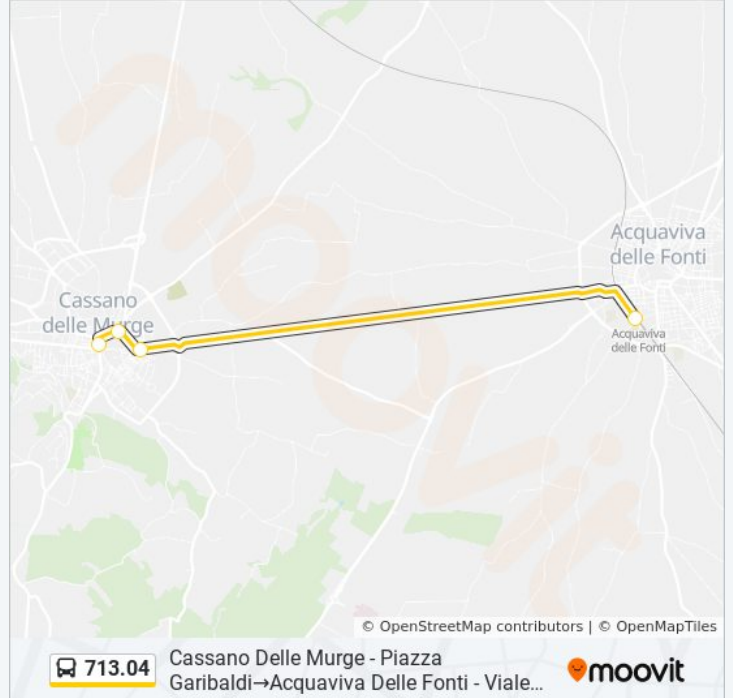 moovit
Acquaviva
delle Fonti
Cassano
delle Murge
Acquaviva
delle Fonti
© OpenStreetMap contributors | © OpenMapTiles
713.04
Cassano Delle Murge - Piazza
Garibaldi→Acquaviva Delle Fonti - Viale...
moovit